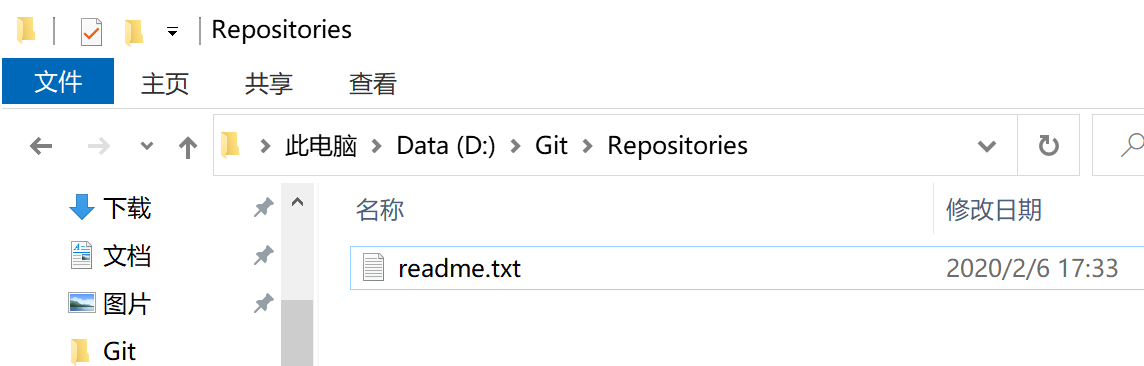 Repositories
文件 主页 共享 查看
此电脑 Data (D:) Git Repositories
名称 修改日期
下载
文档
readme.txt 2020/2/6 17:33
图片
Git